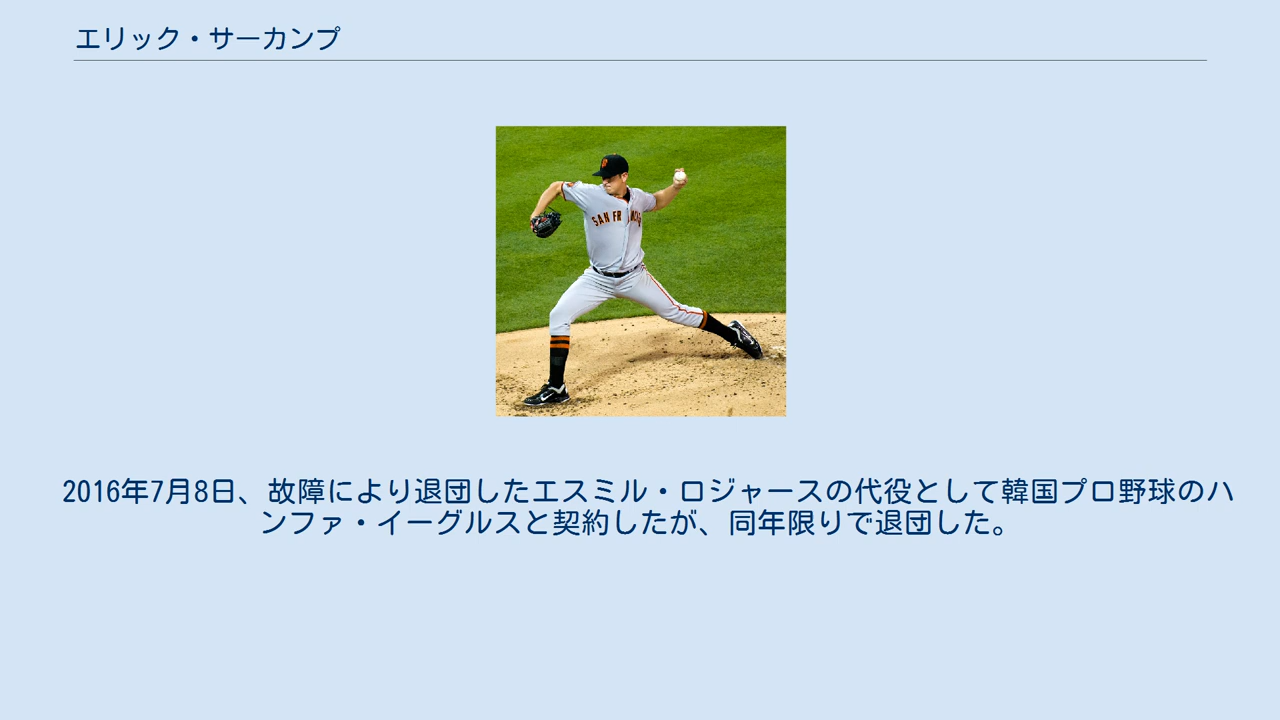 エリック・サーカンプ
SAN FR NCIS
2016年7月8日、故障により退団したエスミル・ロジャースの代役として韓国プロ野球のハ
ンファ・イーグルスと契約したが、同年限りで退団した。